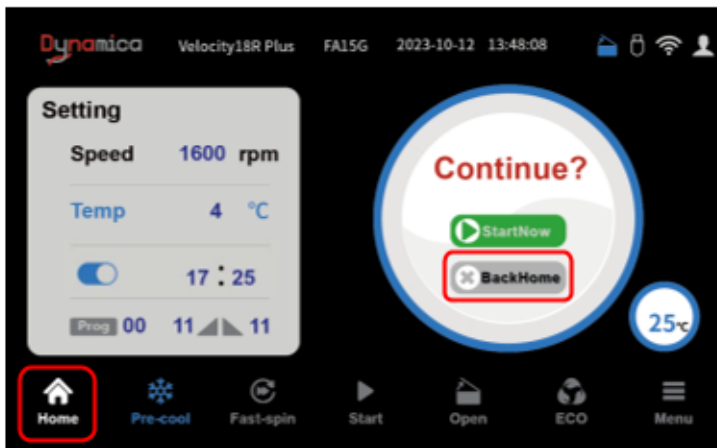 Dynamica Velocity18R Plus FA15G 2023-10-12 13:48:08
Setting
Speed 1600 rpm
Temp 4 °C
17 : 25
Prog 00 11 11
Continue?
StartNow
BackHome
25℃
Home Pre-cool Fast-spin Start Open ECO Menu